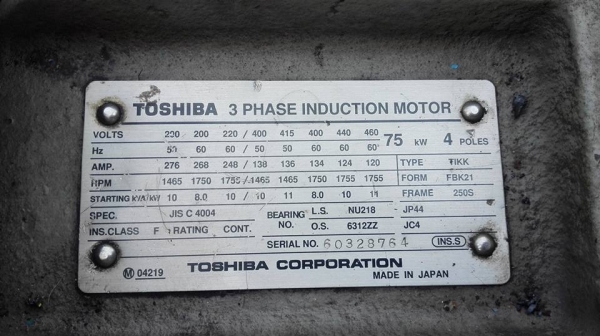 TOSHIBA 3 PHASE INDUCTION MOTOR
VOLTS 200 200 220 / 400 415 400 440 460 75 kW 4 POLES
Hz 50 60 60 / 50 50 60 60 60
AMP. 276 268 248 / 138 136 134 124 120 TYPE TIKK
RPM 1465 1750 1755 / 1465 1465 1750 1755 1755 FORM FBK21
STARTING kVA/kW 10 8.0 10 / 10 11 8.0 10 11 FRAME 250S
SPEC. JIS C 4004 BEARING NO. L.S. NU218 JP44
INS.CLASS F RATING CONT. O.S. 6312ZZ JC4
SERIAL NO. 60328764 INS.S
M 04219 TOSHIBA CORPORATION
MADE IN JAPAN